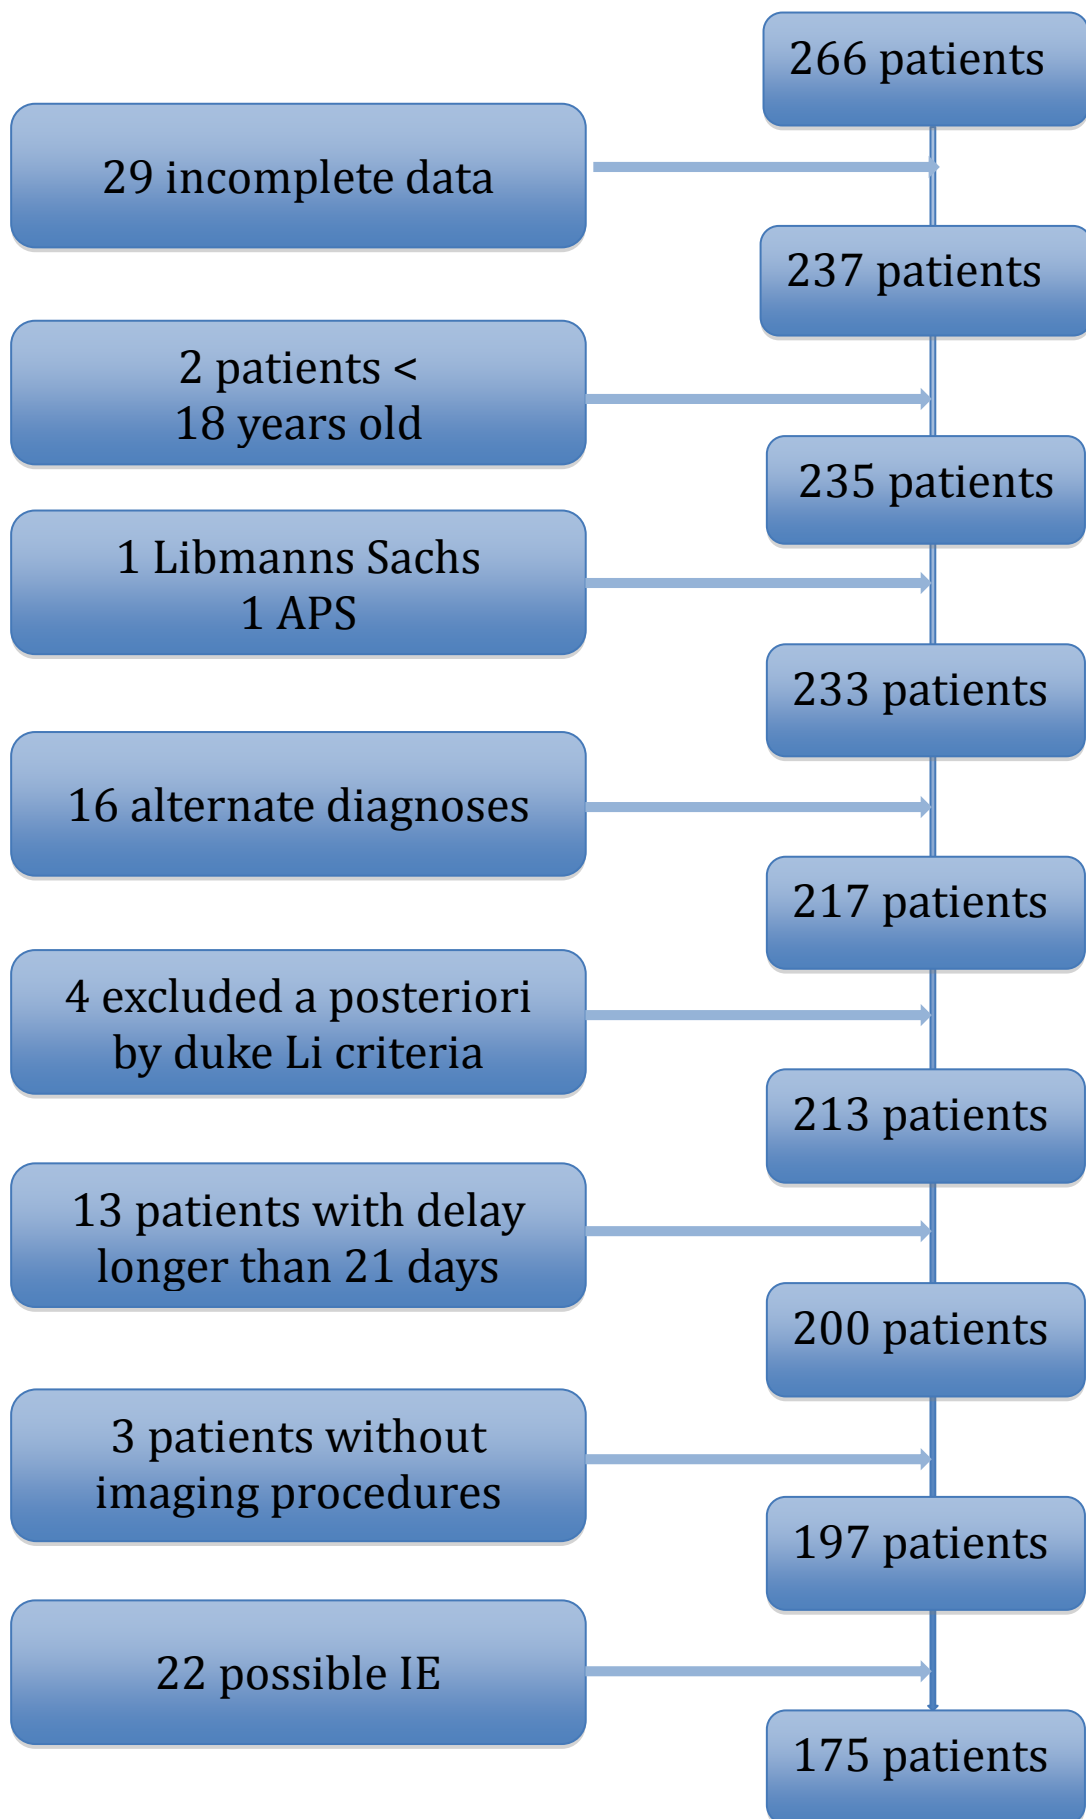 266 patients
29 incomplete data
237 patients
2 patients <
18 years old
235 patients
1 Libmanns Sachs
1 APS
233 patients
16 alternate diagnoses
217 patients
4 excluded a posteriori
by duke Li criteria
213 patients
13 patients with delay
longer than 21 days
200 patients
3 patients without
imaging procedures
197 patients
22 possible IE
175 patients